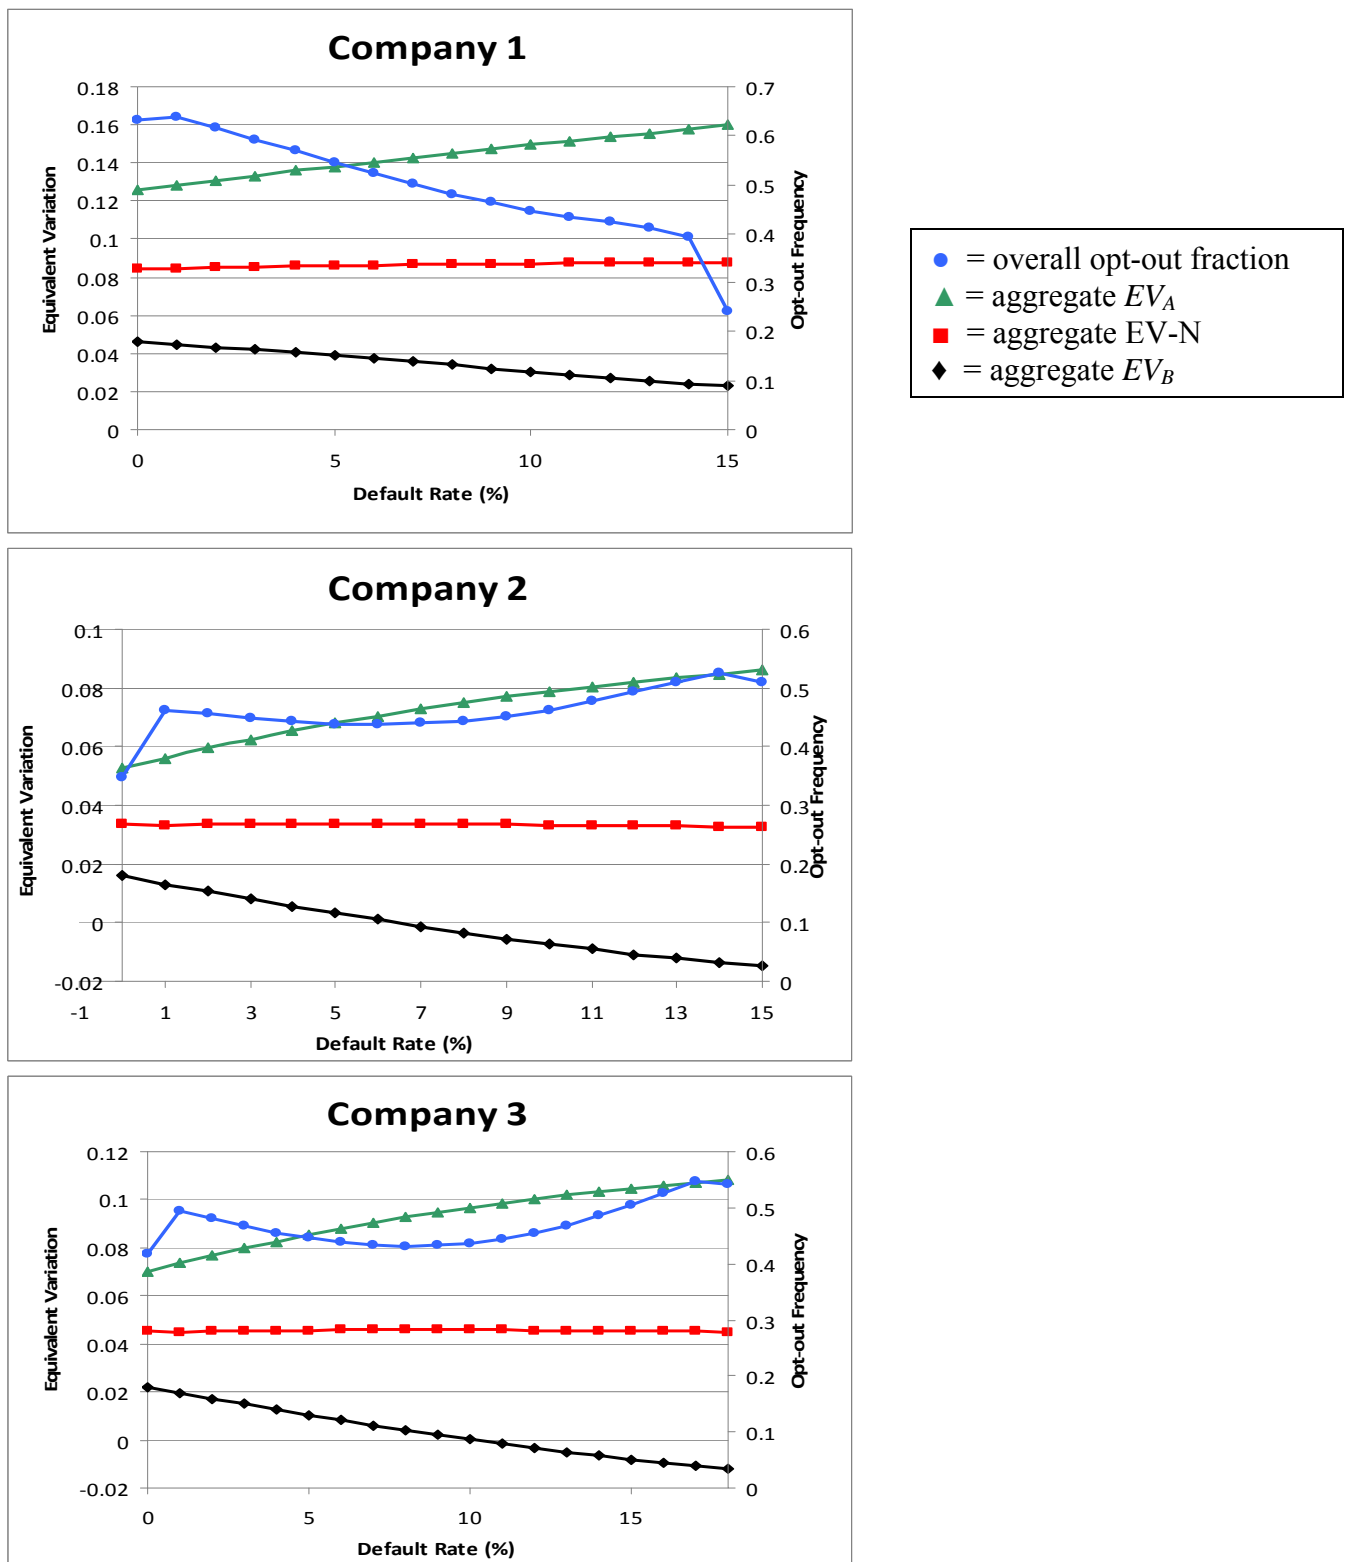 Company 1
0.18
0.16
0.14
0.12
0.1
0.08
0.06
0.04
0.02
0
Equivalent Variation
0.7
0.6
0.5
0.4
0.3
0.2
0.1
0
Opt-out Frequency
0 5 10 15
Default Rate (%)
= overall opt-out fraction
= aggregate EV_A
= aggregate EV-N
= aggregate EV_B
Company 2
0.1
0.08
0.06
0.04
0.02
0
-0.02
Equivalent Variation
0.6
0.5
0.4
0.3
0.2
0.1
0
Opt-out Frequency
-1 1 3 5 7 9 11 13 15
Default Rate (%)
Company 3
0.12
0.1
0.08
0.06
0.04
0.02
0
-0.02
Equivalent Variation
0.6
0.5
0.4
0.3
0.2
0.1
0
Opt-out Frequency
0 5 10 15
Default Rate (%)